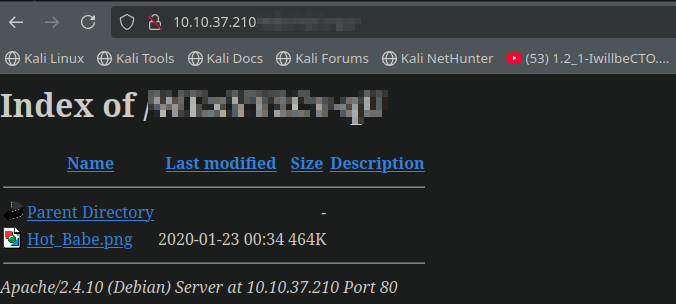 10.10.37.210
Kali Linux Kali Tools Kali Docs Kali Forums Kali NetHunter (53) 1.2_1-IwillbeCTO....
Index of /
Name Last modified Size Description
Parent Directory -
Hot_Babe.png 2020-01-23 00:34 464K
Apache/2.4.10 (Debian) Server at 10.10.37.210 Port 80